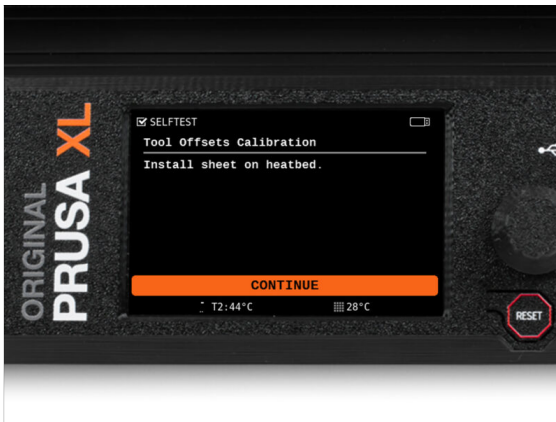 ORIGINAL
PRUSA XL
SELFTEST
Tool Offsets Calibration
Install sheet on heatbed.
CONTINUE
T2:44°C
28°C
RESET